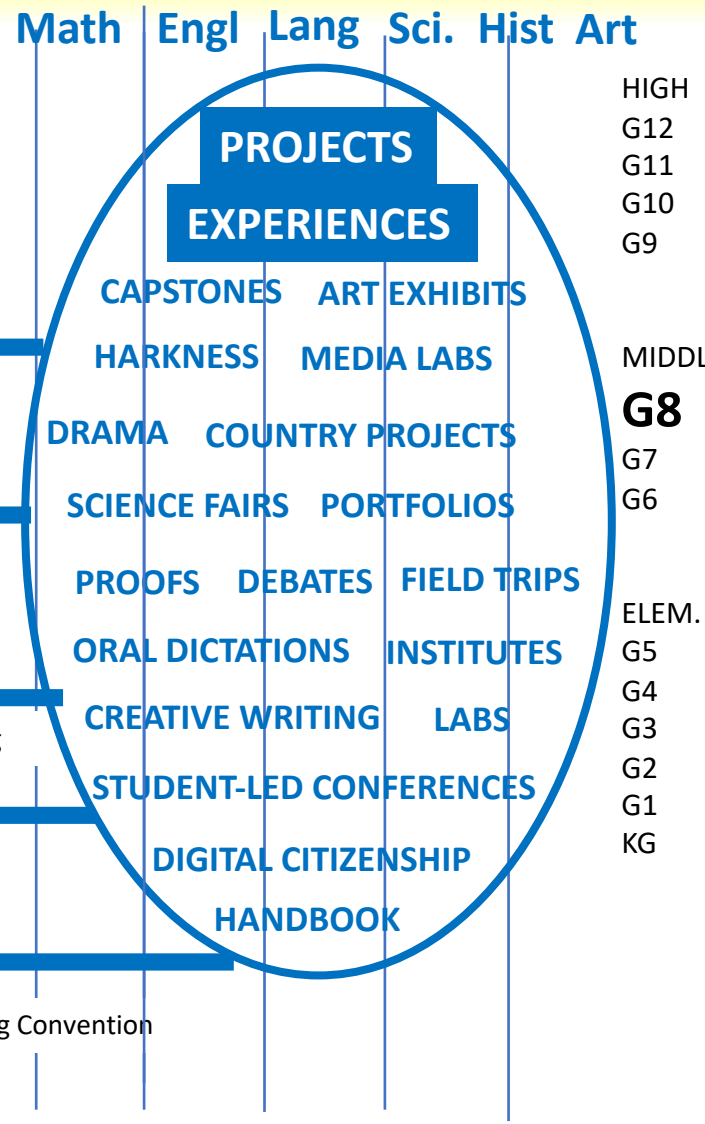 Math Engl Lang Sci. Hist Art
PROJECTS
EXPERIENCES
CAPSTONES ART EXHIBITS
HARKNESS MEDIA LABS
DRAMA COUNTRY PROJECTS
SCIENCE FAIRS PORTFOLIOS
PROOFS DEBATES FIELD TRIPS
ORAL DICTATIONS INSTITUTES
CREATIVE WRITING LABS
STUDENT-LED CONFERENCES
DIGITAL CITIZENSHIP
HANDBOOK
g Convention
HIGH
G12
G11
G10
G9
MIDDL
G8
G7
G6
ELEM.
G5
G4
G3
G2
G1
KG